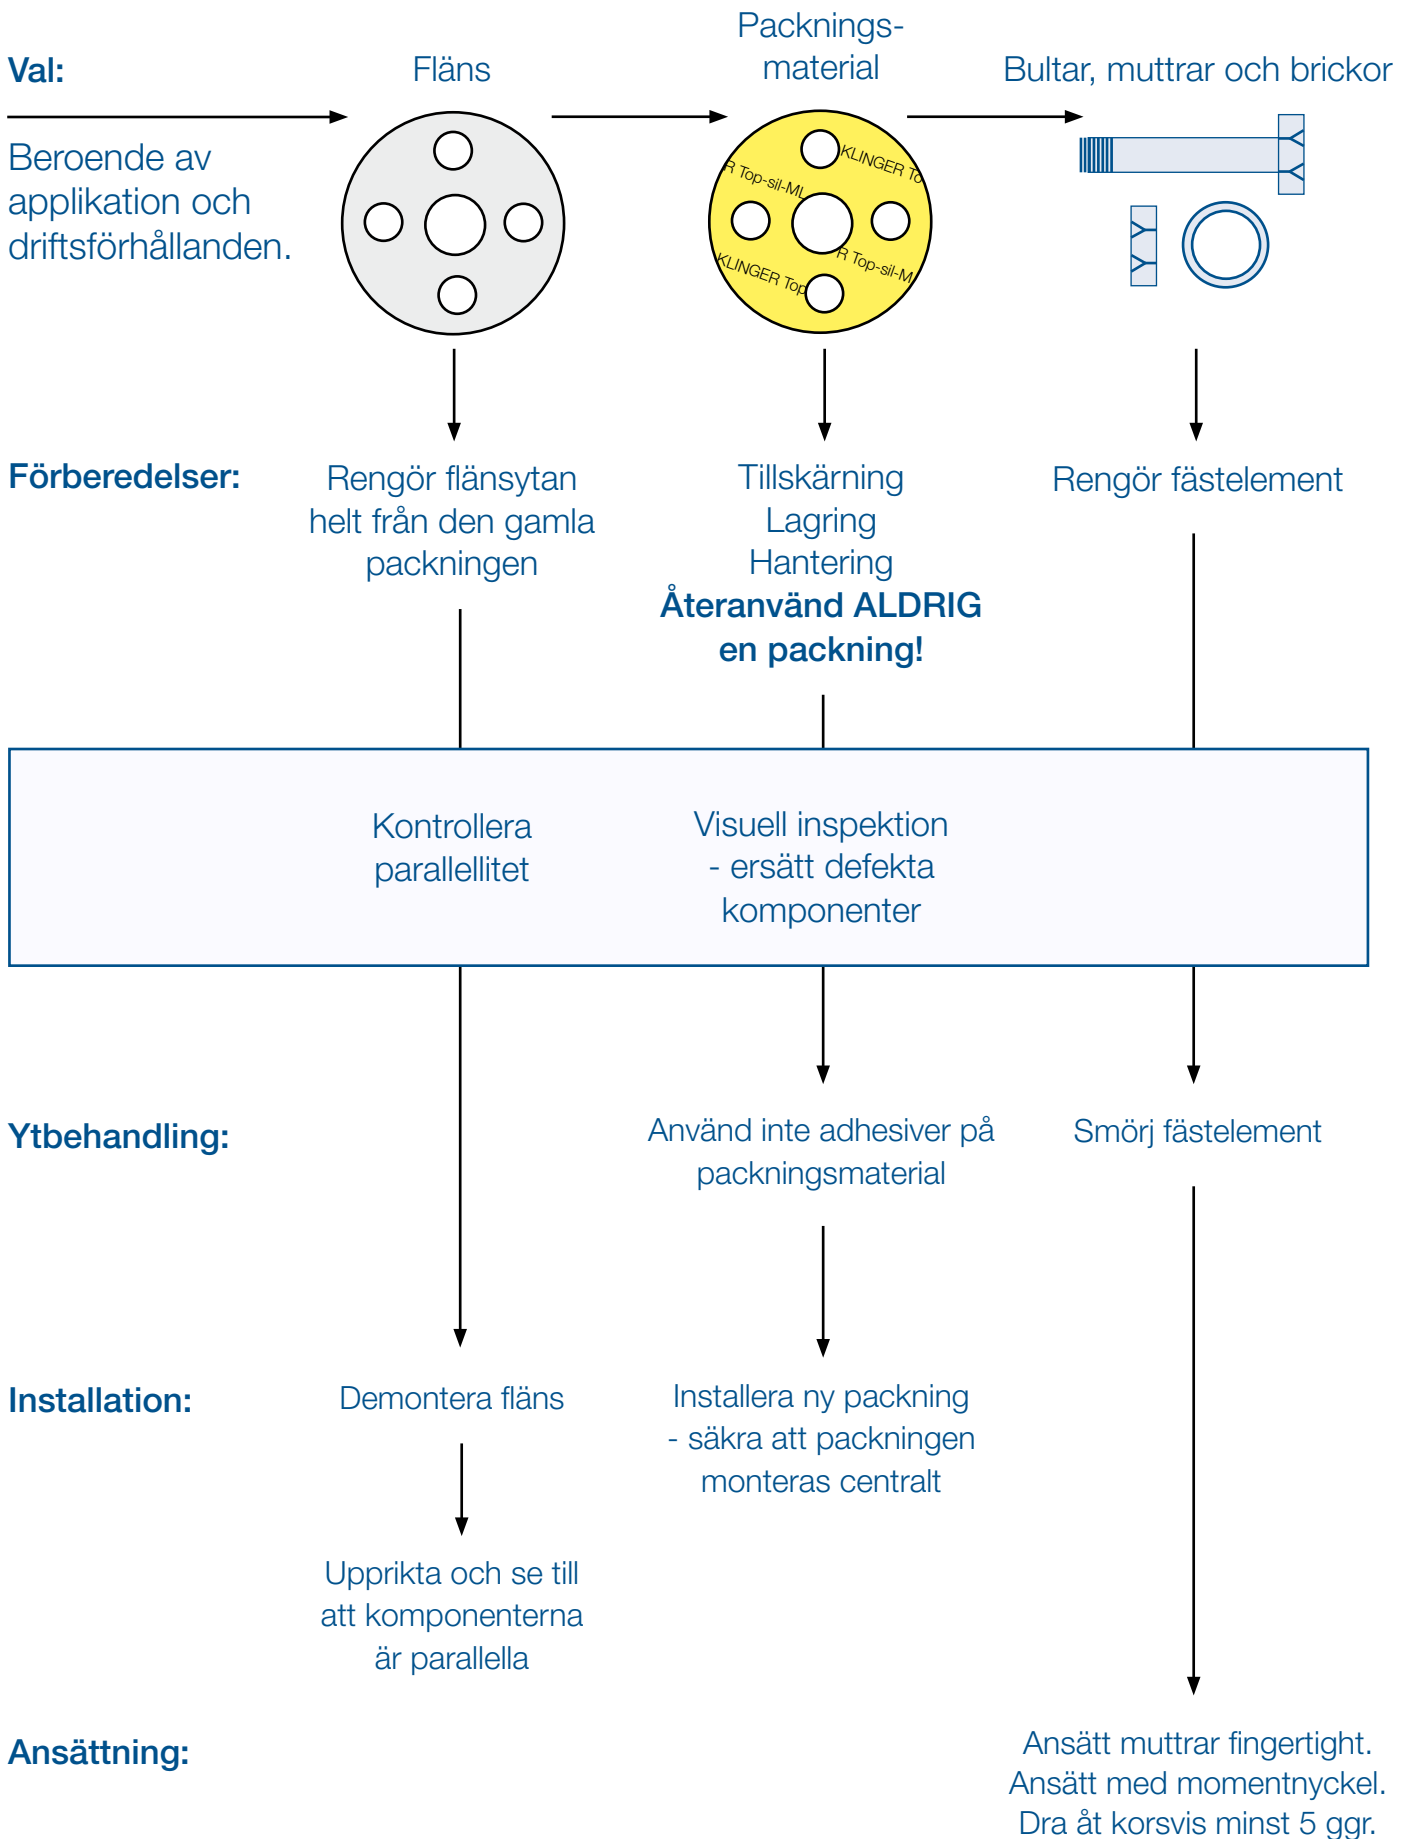 Val:
Fläns
Packnings-
material
Bultar, muttrar och brickor
Beroende av
applikation och
driftsförhållanden.
R Top-sil-ML
KLINGER To
KLINGER Top
R Top-sil-M
Förberedelser:
Rengör flänsytan
helt från den gamla
packningen
Tillskärning
Lagring
Hantering
Återanvänd ALDRIG
en packning!
Rengör fästelement
Kontrollera
parallellitet
Visuell inspektion
- ersätt defekta
komponenter
Ytbehandling:
Använd inte adhesiver på
packningsmaterial
Smörj fästelement
Installation:
Demontera fläns
Installera ny packning
- säkra att packningen
monteras centralt
Upprikta och se till
att komponenterna
är parallella
Ansättning:
Ansätt muttrar fingertight.
Ansätt med momentnyckel.
Dra åt korsvis minst 5 ggr.